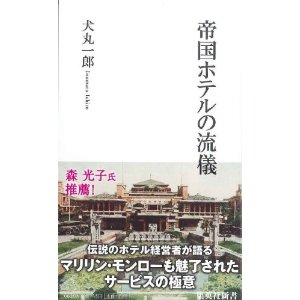 帝国ホテルの流儀
犬丸一郎
Inumaru Ichiro
森 光子氏
推薦!
伝説のホテル経営者が語る
マリリン・モンローも魅了された
サービスの極意
集英社新書